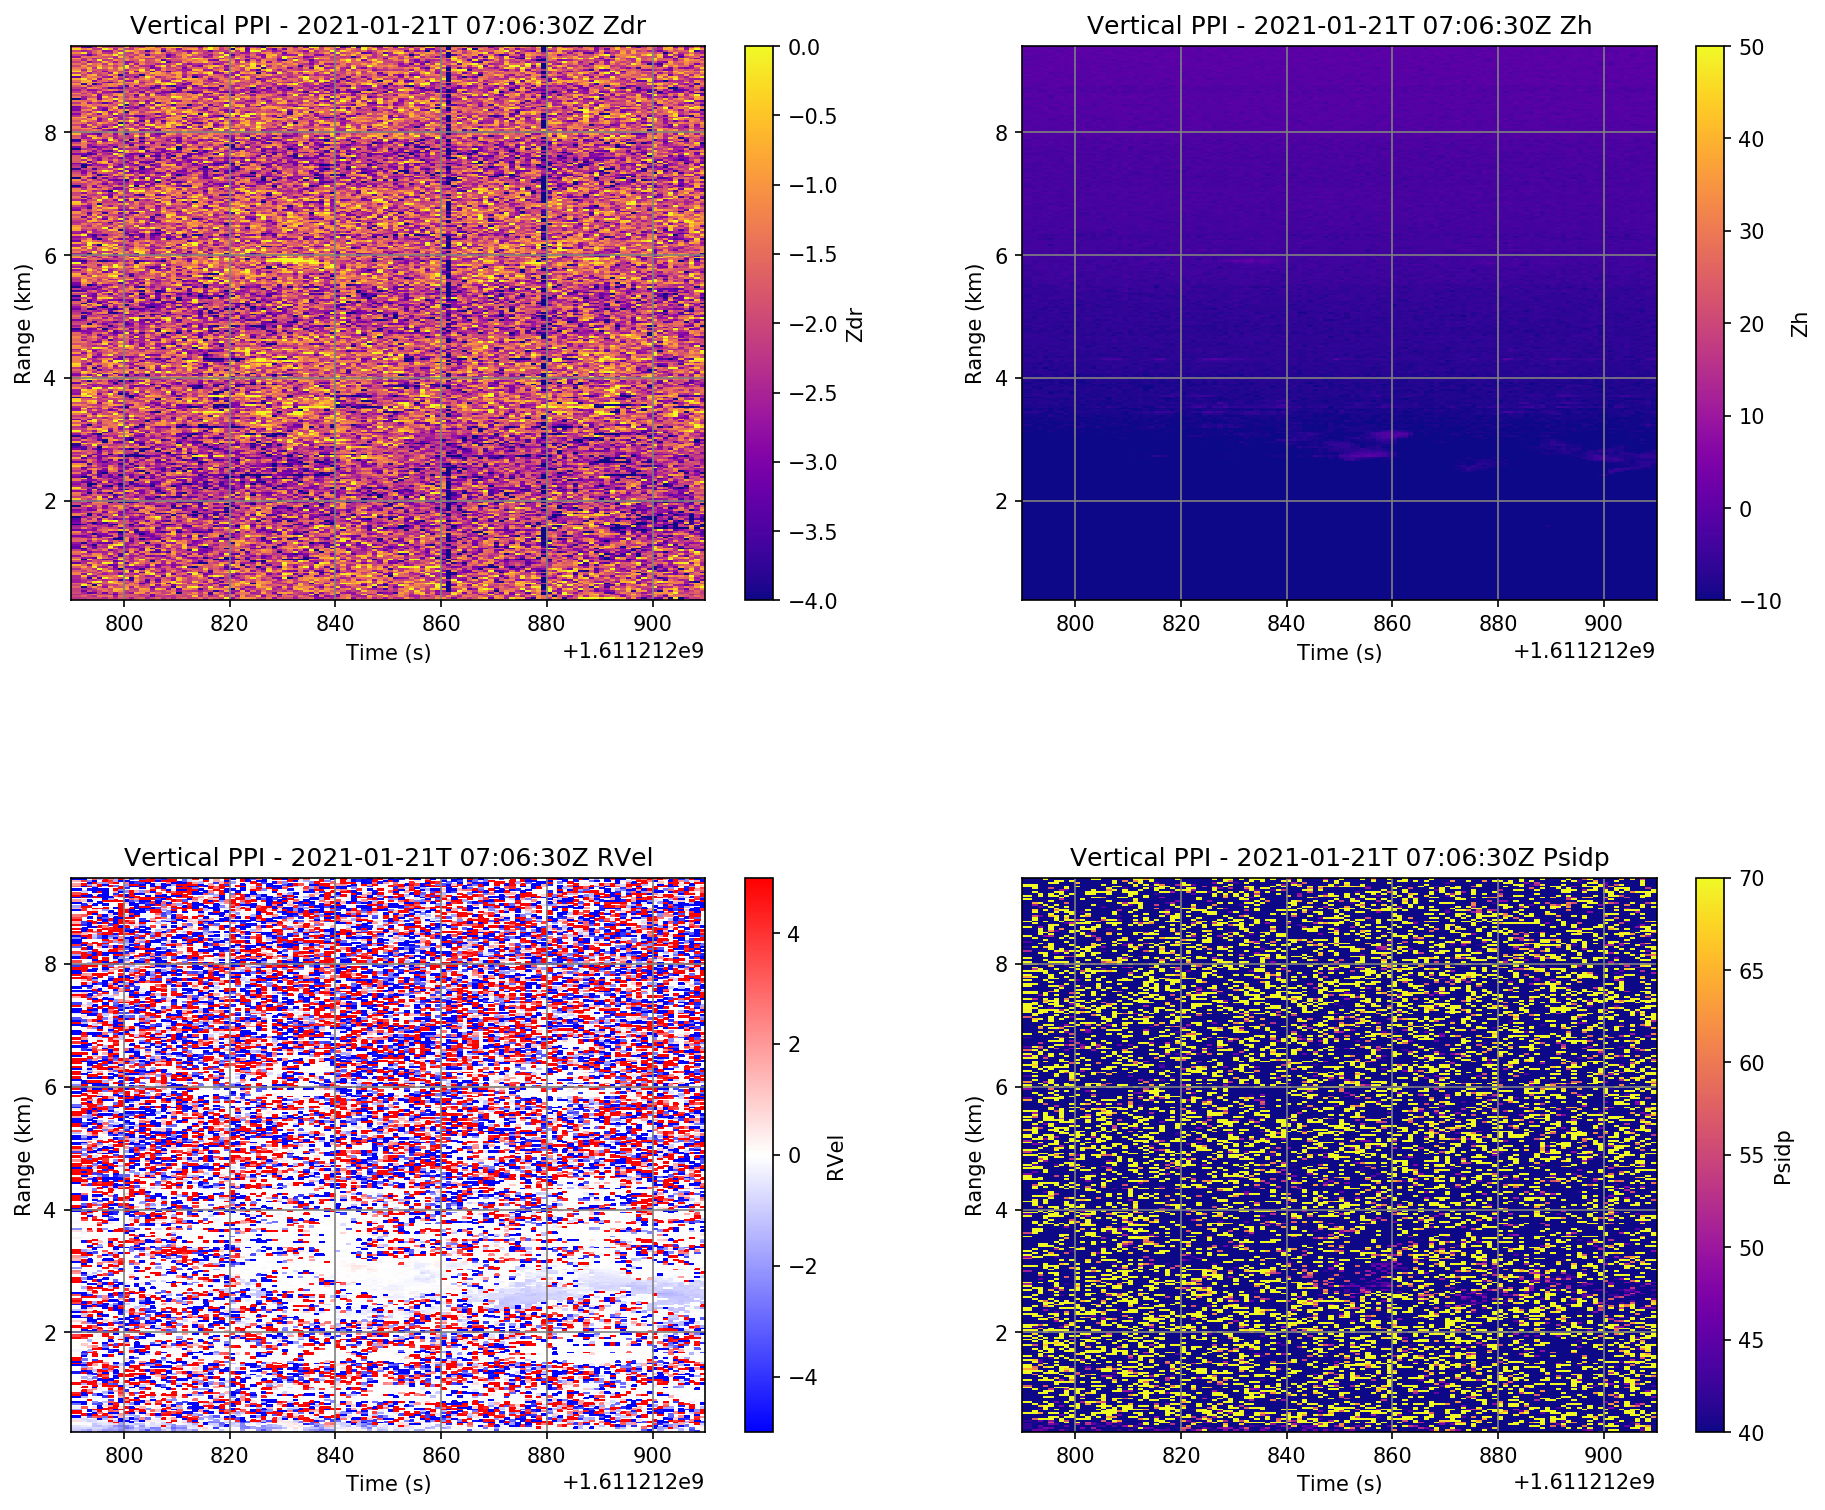 Vertical PPI - 2021-01-21T 07:06:30Z Zdr
Range (km)
8
6
4
2
800 820 840 860 880 900
Time (s)
+1.611212e9
0.0
−0.5
−1.0
−1.5
−2.0
−2.5
−3.0
−3.5
−4.0
Zdr
Vertical PPI - 2021-01-21T 07:06:30Z Zh
Range (km)
8
6
4
2
800 820 840 860 880 900
Time (s)
+1.611212e9
50
40
30
20
10
0
−10
Zh
Vertical PPI - 2021-01-21T 07:06:30Z RVel
Range (km)
8
6
4
2
800 820 840 860 880 900
Time (s)
+1.611212e9
4
2
0
−2
−4
RVel
Vertical PPI - 2021-01-21T 07:06:30Z Psidp
Range (km)
8
6
4
2
800 820 840 860 880 900
Time (s)
+1.611212e9
70
65
60
55
50
45
40
Psidp